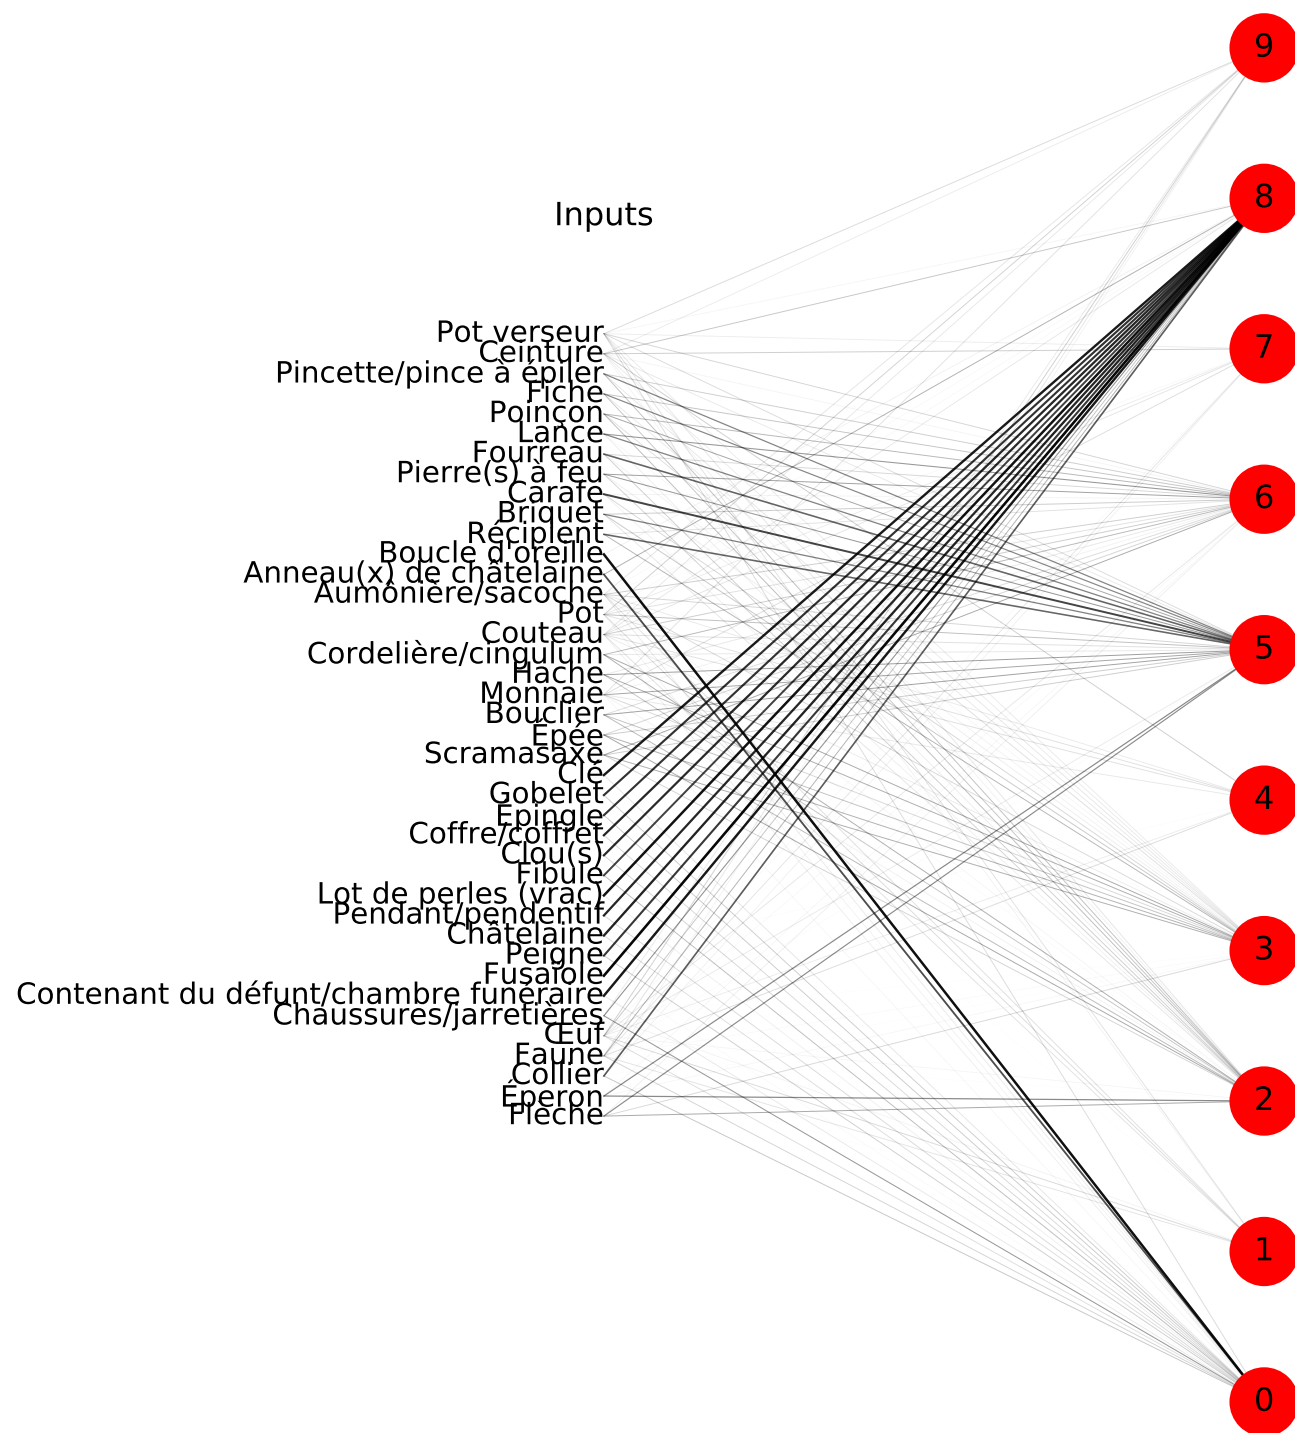 9
8
Inputs
Pot verseur
7
Ceinture
Pincette/pince à épiler
Fiche
Poinçon
Lance
Fourreau
Pierre(s) à feu
6
Carafe
Briquet
Récipient
Boucle d'oreille
Anneau(x) de châtelaine
Aumônière/sacoche
Pot
Couteau
5
Cordelière/cingulum
Hache
Monnaie
Bouclier
Épée
Scramasaxe
Clé
Gobelet
4
Épingle
Coffre/coffret
Clou(s)
Fibule
Lot de perles (vrac)
Pendant/pendentif
Châtelaine
3
Peigne
Fusaïole
Contenant du défunt/chambre funéraire
Chaussures/jarretières
Œuf
Faune
Collier
Éperon
2
Flèche
1
0